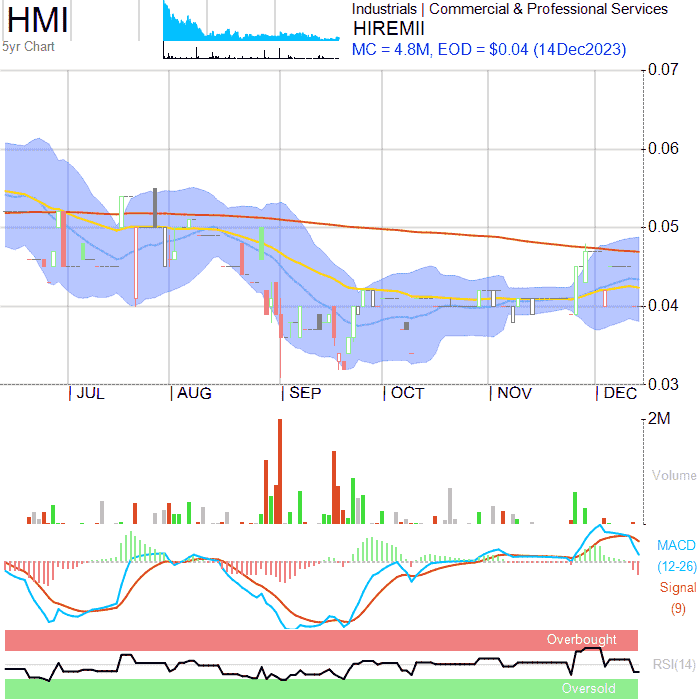 HMI
5yr Chart
Industrials | Commercial & Professional Services
HIREMII
MC = 4.8M, EOD = $0.04 (14Dec2023)
0.07
0.06
0.05
0.04
0.03
JUL AUG SEP OCT NOV DEC
2M
Volume
MACD
(12-26)
Signal
(9)
Overbought
RSI(14)
Oversold